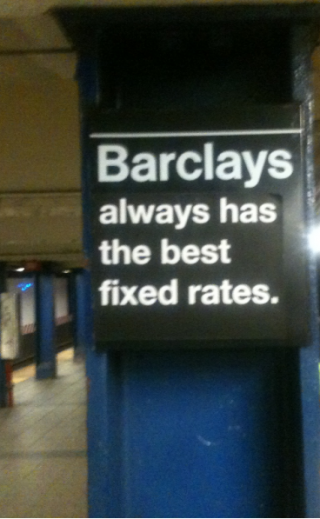 Barclays
always has
the best
fixed rates.